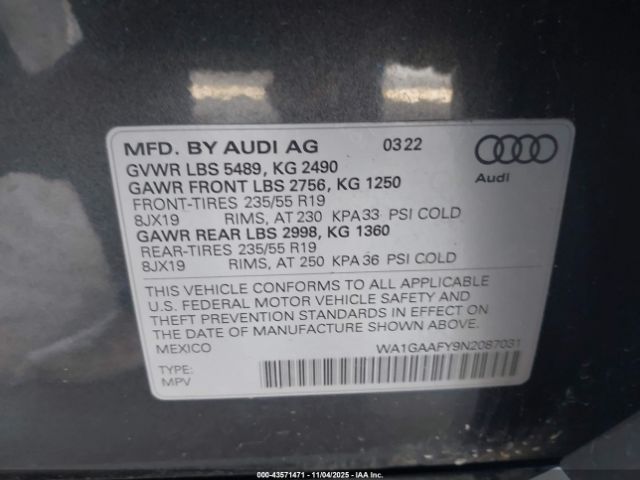 MFD. BY AUDI AG 0322
GVWR LBS 5489, KG 2490
GAWR FRONT LBS 2756, KG 1250
FRONT-TIRES 235/55 R19
8JX19 RIMS, AT 230 KPA33 PSI COLD
GAWR REAR LBS 2998, KG 1360
REAR-TIRES 235/55 R19
8JX19 RIMS, AT 250 KPA36 PSI COLD
Audi
THIS VEHICLE CONFORMS TO ALL APPLICABLE
U.S. FEDERAL MOTOR VEHICLE SAFETY AND
THEFT PREVENTION STANDARDS IN EFFECT ON
THE DATE OF MANUFACTURE SHOWN ABOVE.
MEXICO WA1GAAFY9N2087031
TYPE:
MPV
000-43571471 - 11/04/2025 - IAA Inc.